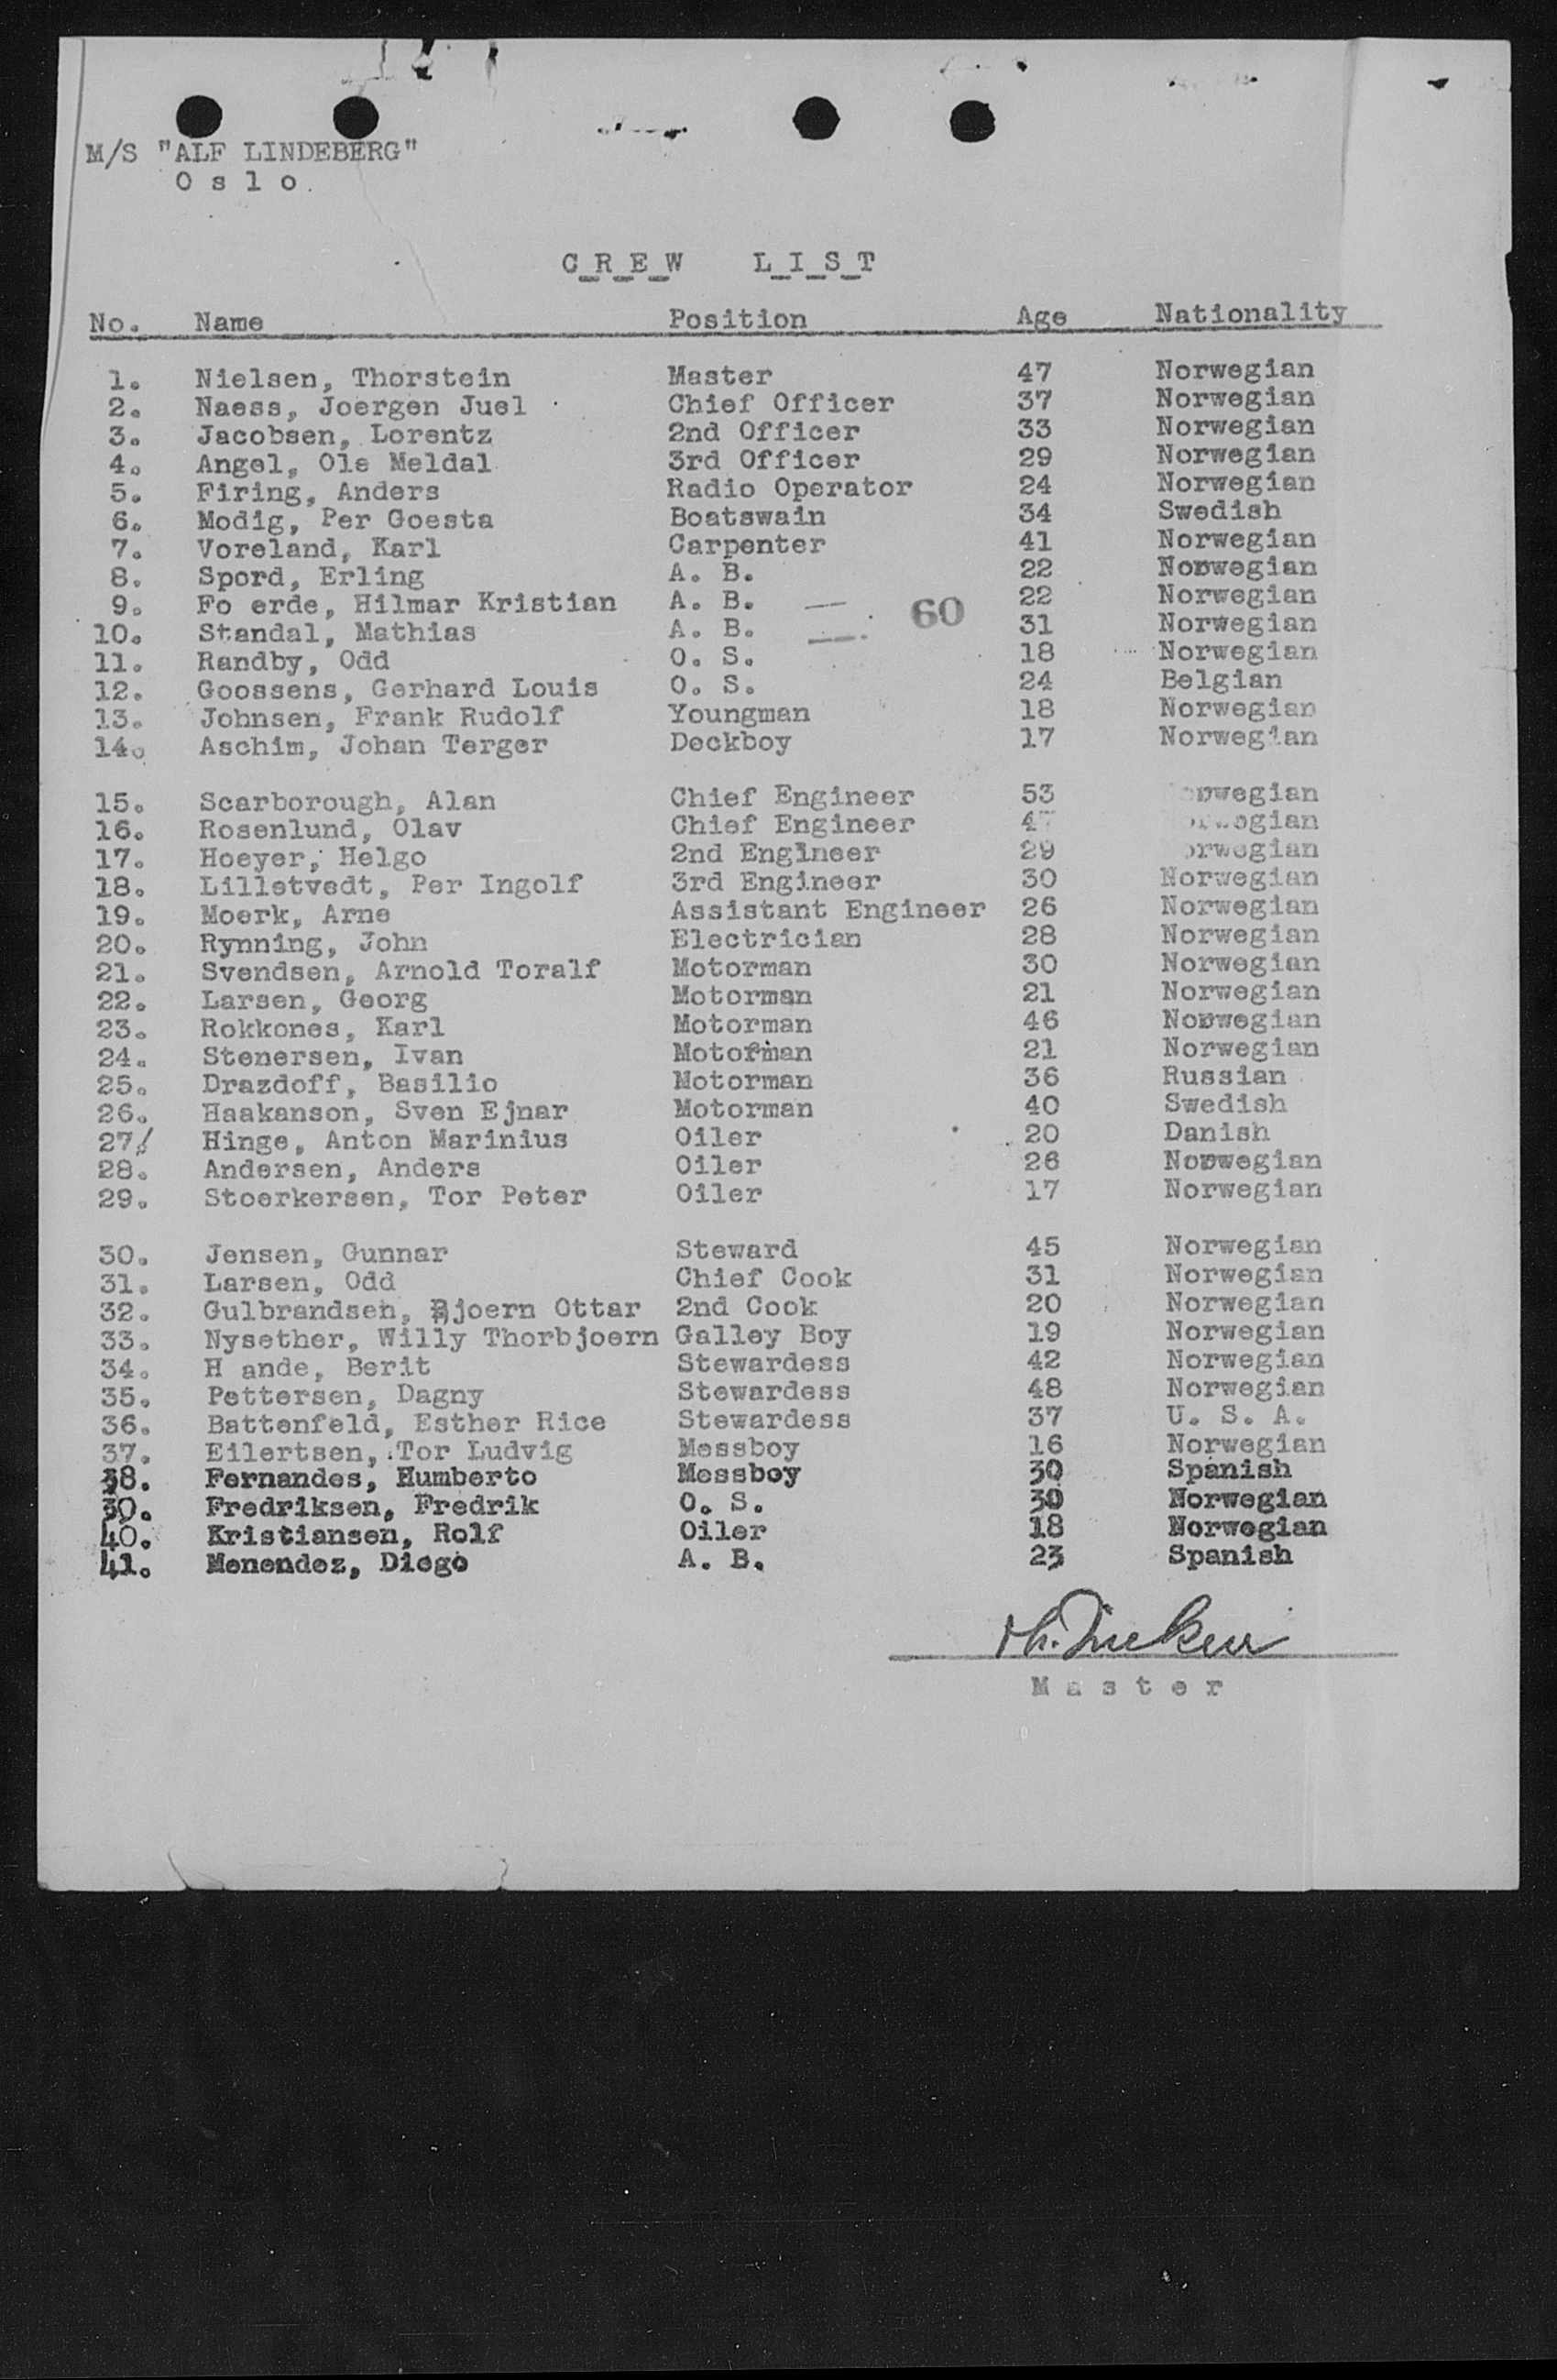 M/S "ALF LINDEBERG"
O s l o.
C R E W   L I S T
No. Name Position Age Nationality
1. Nielsen, Thorstein Master 47 Norwegian
2. Naess, Joergen Juel Chief Officer 37 Norwegian
3. Jacobsen, Lorentz 2nd Officer 33 Norwegian
4. Angel, Ole Meldal 3rd Officer 29 Norwegian
5. Firing, Anders Radio Operator 24 Norwegian
6. Modig, Per Goesta Boatswain 34 Swedish
7. Voreland, Karl Carpenter 41 Norwegian
8. Spord, Erling A. B. 22 Norwegian
9. Fo erde, Hilmar Kristian A. B. — 60 22 Norwegian
10. Standal, Mathias A. B. — 31 Norwegian
11. Randby, Odd O. S. 18 Norwegian
12. Goossens, Gerhard Louis O. S. 24 Belgian
13. Johnsen, Frank Rudolf Youngman 18 Norwegian
14. Aschim, Johan Terger Deckboy 17 Norwegian
15. Scarborough, Alan Chief Engineer 53 Norwegian
16. Rosenlund, Olav Chief Engineer 47 Norwegian
17. Hoeyer, Helgo 2nd Engineer 29 Norwegian
18. Lilletvedt, Per Ingolf 3rd Engineer 30 Norwegian
19. Moerk, Arne Assistant Engineer 26 Norwegian
20. Rynning, John Electrician 28 Norwegian
21. Svendsen, Arnold Toralf Motorman 30 Norwegian
22. Larsen, Georg Motorman 21 Norwegian
23. Rokkones, Karl Motorman 46 Norwegian
24. Stenersen, Ivan Motorman 21 Norwegian
25. Drazdoff, Basilio Motorman 36 Russian
26. Haakanson, Sven Ejnar Motorman 40 Swedish
27. Hinge, Anton Marinius Oiler 20 Danish
28. Andersen, Anders Oiler 26 Norwegian
29. Stoerkersen, Tor Peter Oiler 17 Norwegian
30. Jensen, Gunnar Steward 45 Norwegian
31. Larsen, Odd Chief Cook 31 Norwegian
32. Gulbrandsen, Bjoern Ottar 2nd Cook 20 Norwegian
33. Nysether, Willy Thorbjoern Galley Boy 19 Norwegian
34. H ande, Berit Stewardess 42 Norwegian
35. Pettersen, Dagny Stewardess 48 Norwegian
36. Battenfeld, Esther Rice Stewardess 37 U. S. A.
37. Eilertsen, Tor Ludvig Messboy 16 Norwegian
38. Fernandes, Humberto Messboy 30 Spanish
30. Fredriksen, Fredrik O. S. 30 Norwegian
40. Kristiansen, Rolf Oiler 18 Norwegian
41. Menendez, Diego A. B. 23 Spanish
M a s t e r